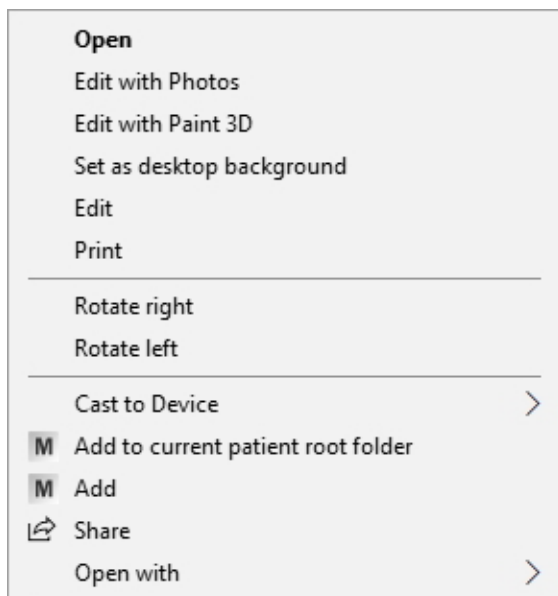 Open
Edit with Photos
Edit with Paint 3D
Set as desktop background
Edit
Print
Rotate right
Rotate left
Cast to Device
M Add to current patient root folder
M Add
Share
Open with